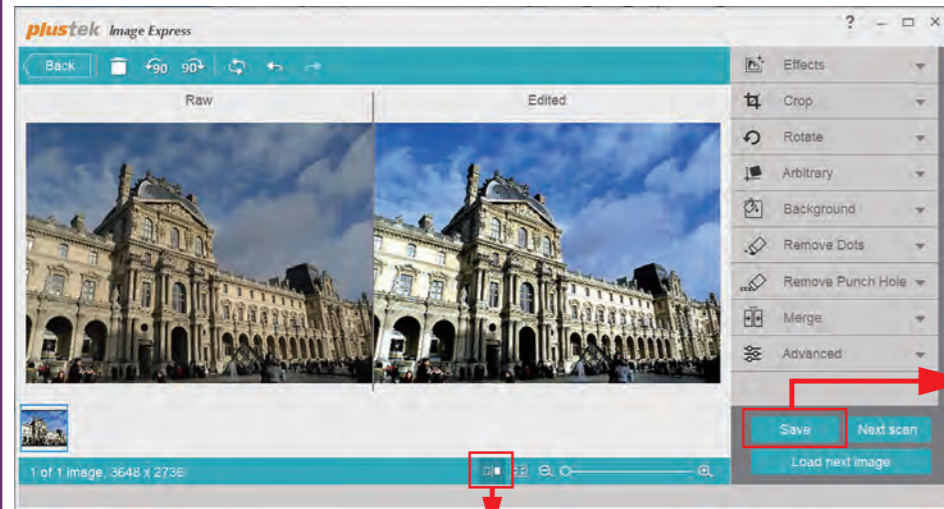 plustek Image Express
?
Back
90 90
Raw Edited
Effects
Crop
Rotate
Arbitrary
Background
Remove Dots
Remove Punch Hole
Merge
Advanced
Save Next scan
Load next image
1 of 1 image, 3648 x 2736